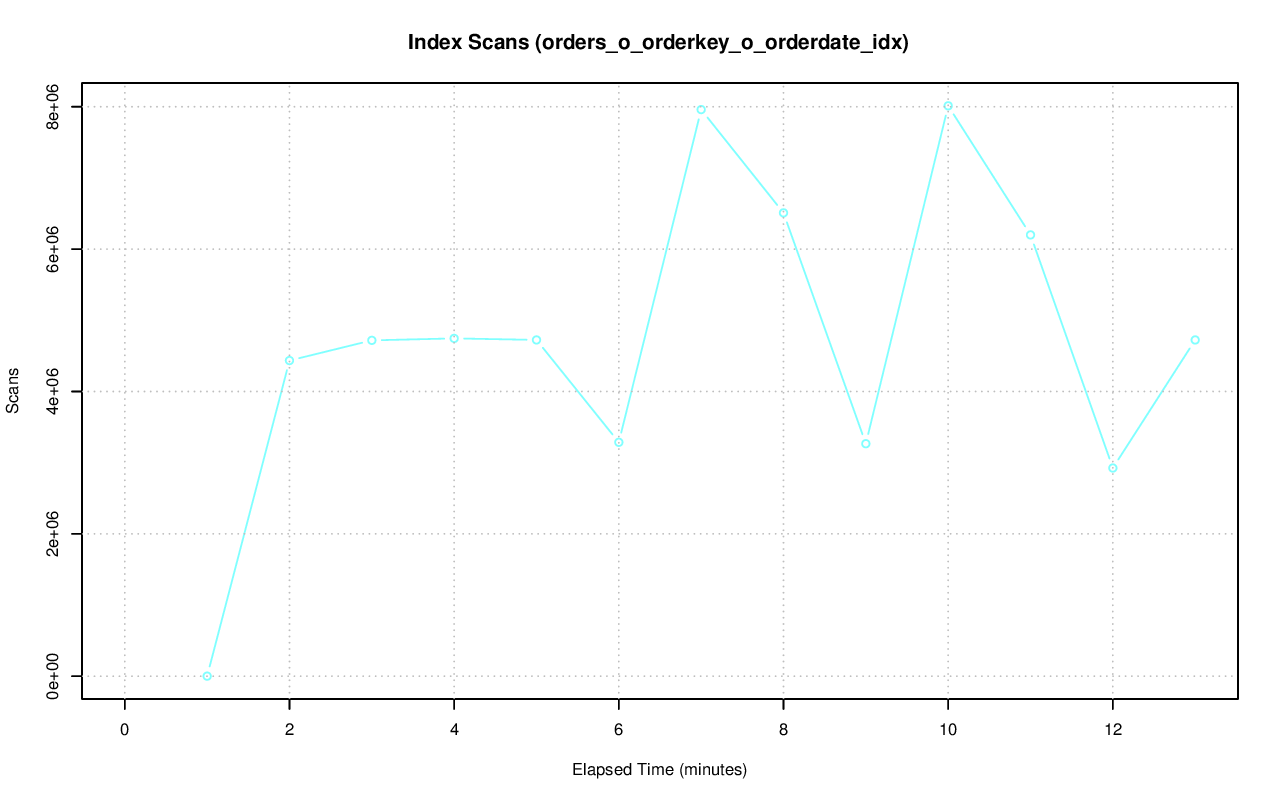 Index Scans (orders_o_orderkey_o_orderdate_idx)
8e+06
6e+06
4e+06
2e+06
0e+00
Scans
0 2 4 6 8 10 12
Elapsed Time (minutes)